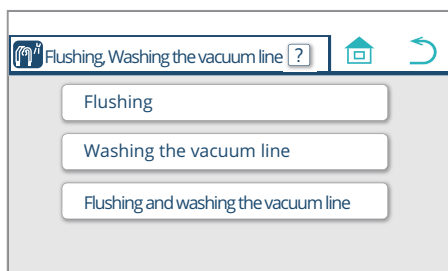 Flushing, Washing the vacuum line ?
Flushing
Washing the vacuum line
Flushing and washing the vacuum line